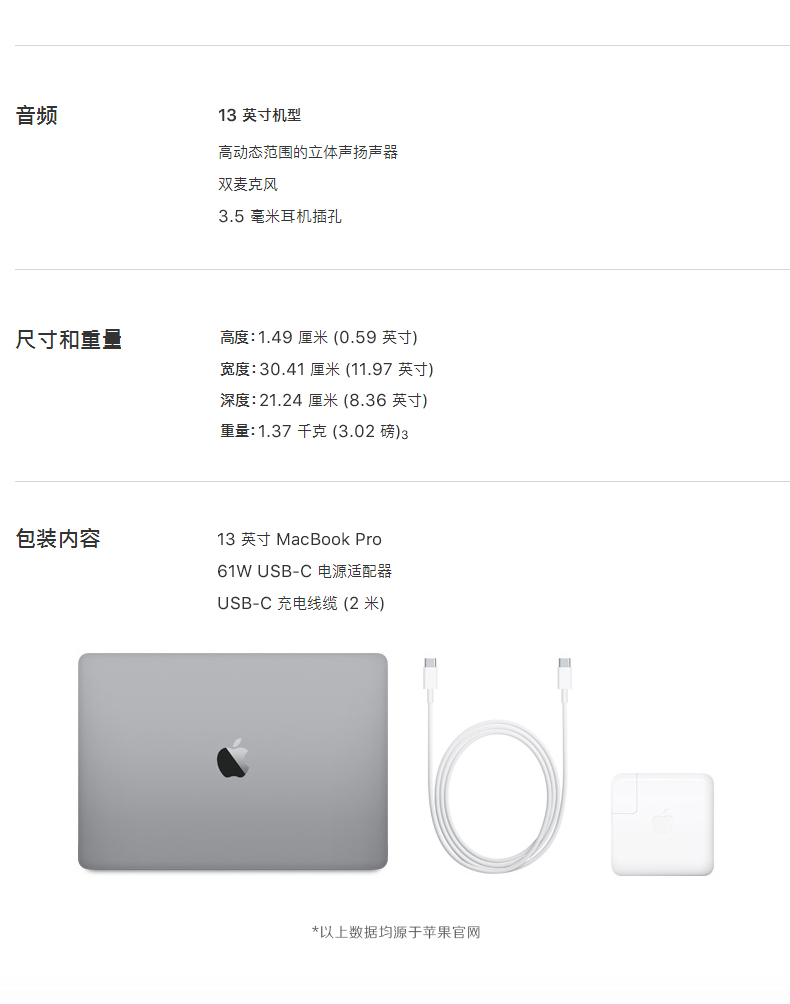 音频
13 英寸机型
高动态范围的立体声扬声器
双麦克风
3.5 毫米耳机插孔
尺寸和重量
高度:1.49 厘米 (0.59 英寸)
宽度:30.41 厘米 (11.97 英寸)
深度:21.24 厘米 (8.36 英寸)
重量:1.37 千克 (3.02 磅)3
包装内容
13 英寸 MacBook Pro
61W USB-C 电源适配器
USB-C 充电线缆 (2 米)
*以上数据均源于苹果官网